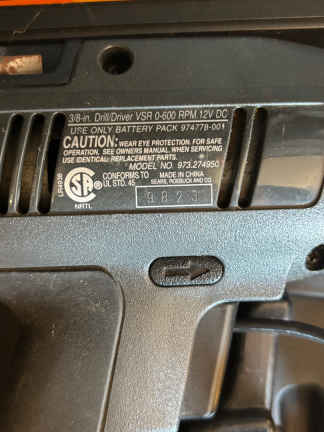 3/8-in. Drill/Driver VSR 0-600 RPM 12V DC
USE ONLY BATTERY PACK 974778-001
CAUTION: WEAR EYE PROTECTION. FOR SAFE
OPERATION, SEE OWNERS MANUAL. WHEN SERVICING
USE IDENTICAL REPLACEMENT PARTS.
MODEL NO. 973.274950
LR4036
SA
®
NRTL
CONFORMS TO
UL STD. 45
MADE IN CHINA
SEARS, ROEBUCK AND CO.
9823